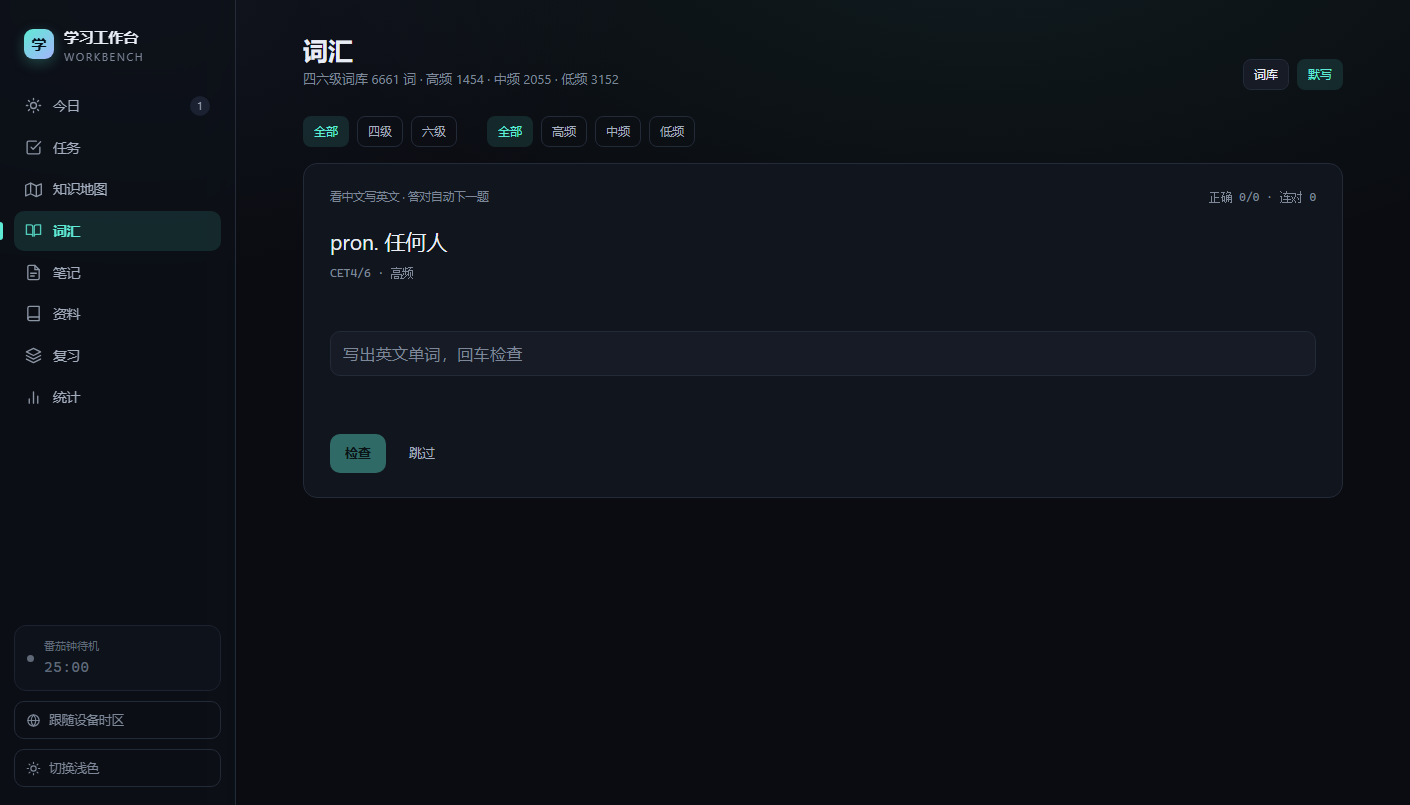 学
学习工作台
WORKBENCH
今日
1
任务
知识地图
词汇
笔记
资料
复习
统计
番茄钟待机
25:00
跟随设备时区
切换浅色
词汇
四六级词库 6661 词 · 高频 1454 · 中频 2055 · 低频 3152
词库 默写
全部 四级 六级 全部 高频 中频 低频
看中文写英文 · 答对自动下一题
正确 0/0 · 连对 0
pron. 任何人
CET4/6 · 高频
写出英文单词，回车检查
检查 跳过